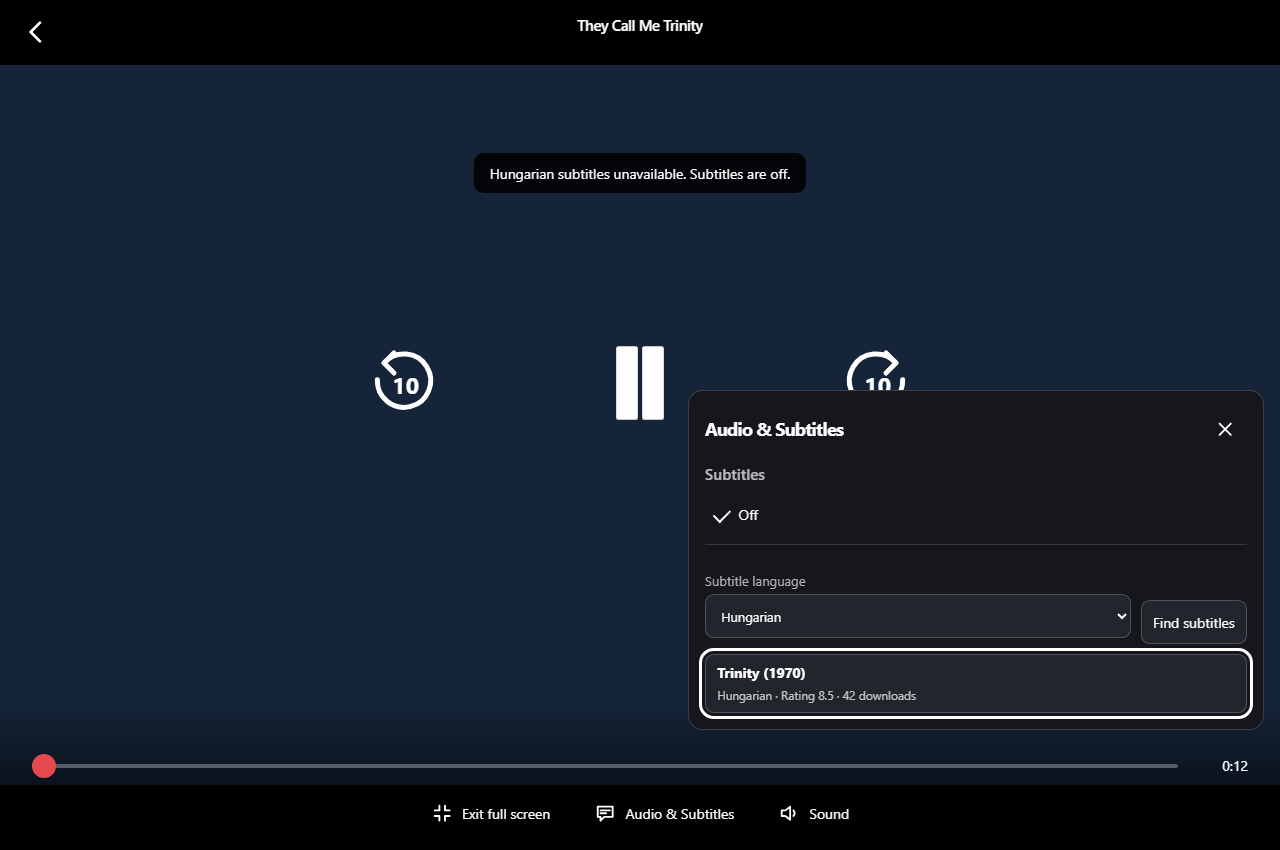 They Call Me Trinity
Hungarian subtitles unavailable. Subtitles are off.
10
10
Audio & Subtitles
Subtitles
Off
Subtitle language
Hungarian
Find subtitles
Trinity (1970)
Hungarian · Rating 8.5 · 42 downloads
0:12
Exit full screen
Audio & Subtitles
Sound